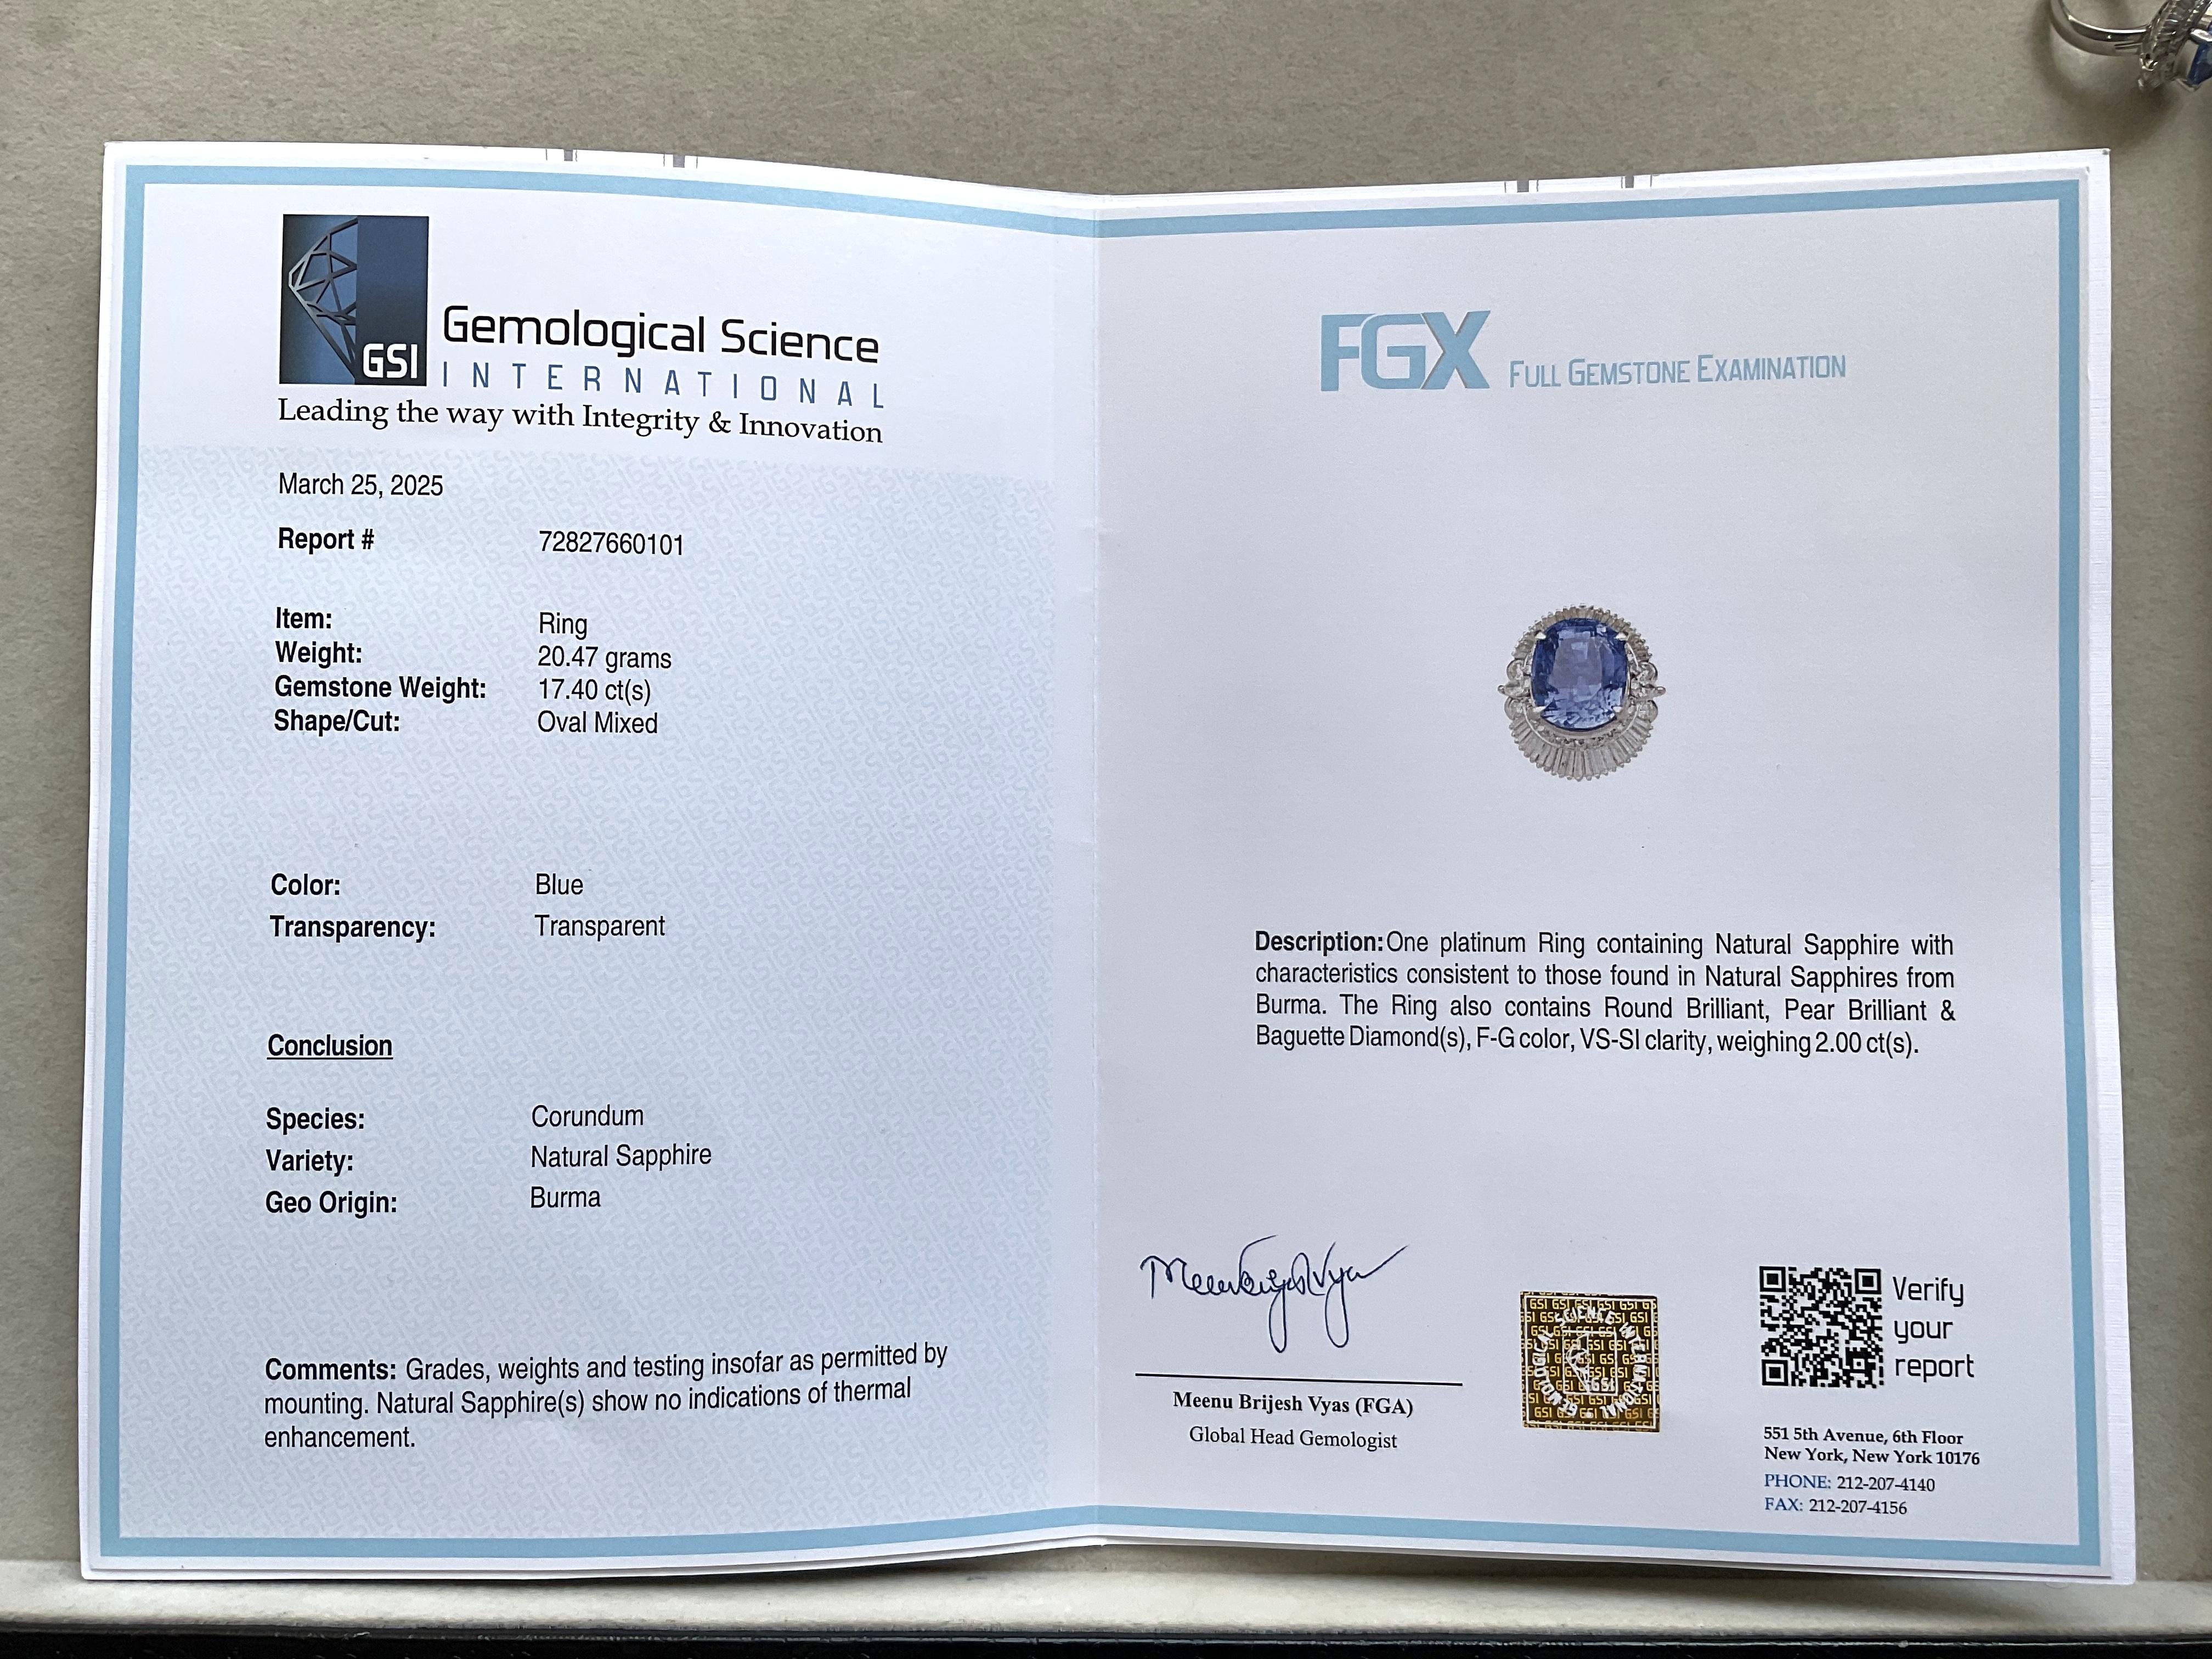 GSI
Gemological Science
INTERNATIONAL
Leading the way with Integrity & Innovation
March 25, 2025
Report # 72827660101
Item: Ring
Weight: 20.47 grams
Gemstone Weight: 17.40 ct(s)
Shape/Cut: Oval Mixed
Color: Blue
Transparency: Transparent
Conclusion
Species: Corundum
Variety: Natural Sapphire
Geo Origin: Burma
Comments: Grades, weights and testing insofar as permitted by
mounting. Natural Sapphire(s) show no indications of thermal
enhancement.
FGX FULL GEMSTONE EXAMINATION
Description: One platinum Ring containing Natural Sapphire with
characteristics consistent to those found in Natural Sapphires from
Burma. The Ring also contains Round Brilliant, Pear Brilliant &
Baguette Diamond(s), F-G color, VS-SI clarity, weighing 2.00 ct(s).
Meenu Brijesh Vyas (FGA)
Global Head Gemologist
GEMOLOGICAL SCIENCE INTERNATIONAL
GSI
Verify
your
report
551 5th Avenue, 6th Floor
New York, New York 10176
PHONE: 212-207-4140
FAX: 212-207-4156